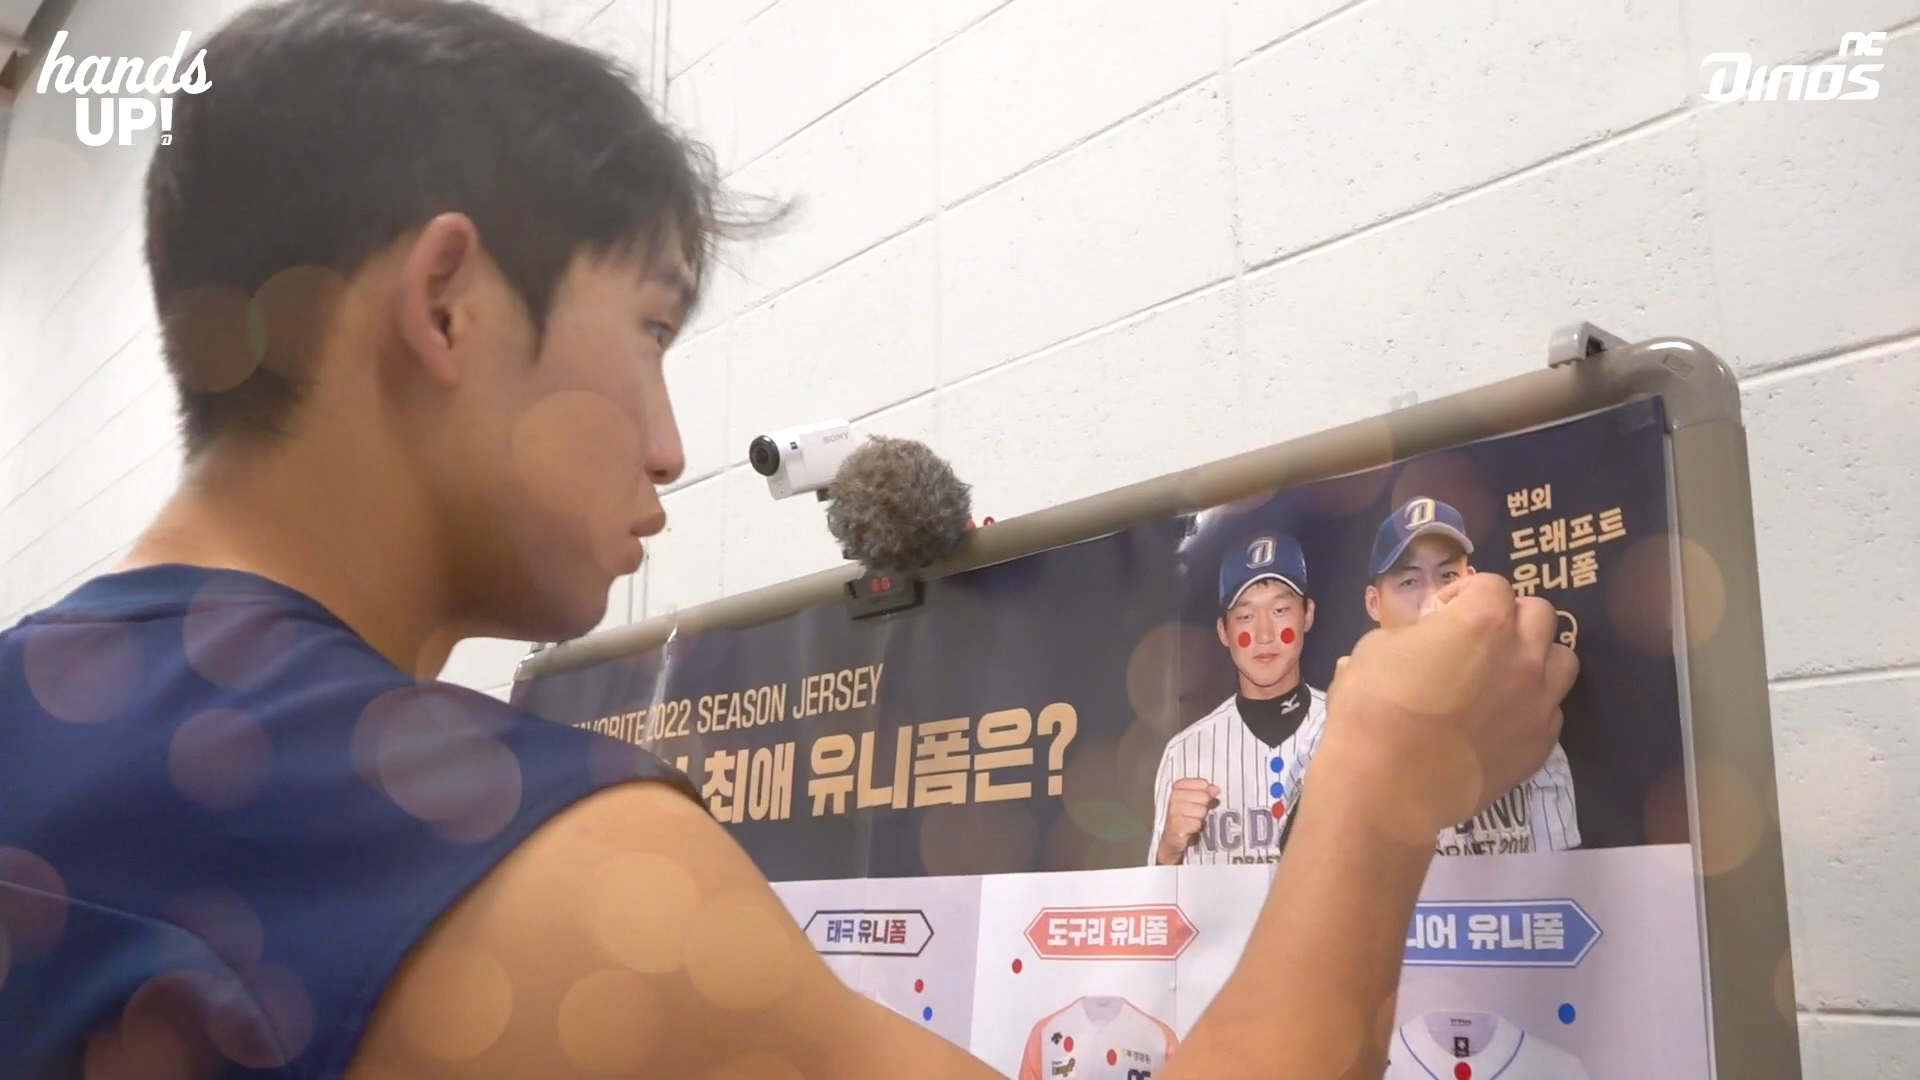 hands
UP!
NC
DINOS
SONY
번외
드래프트
유니폼
2022 SEASON JERSEY
최애 유니폼은?
NC D
태극 유니폼
도구리 유니폼
니어 유니폼